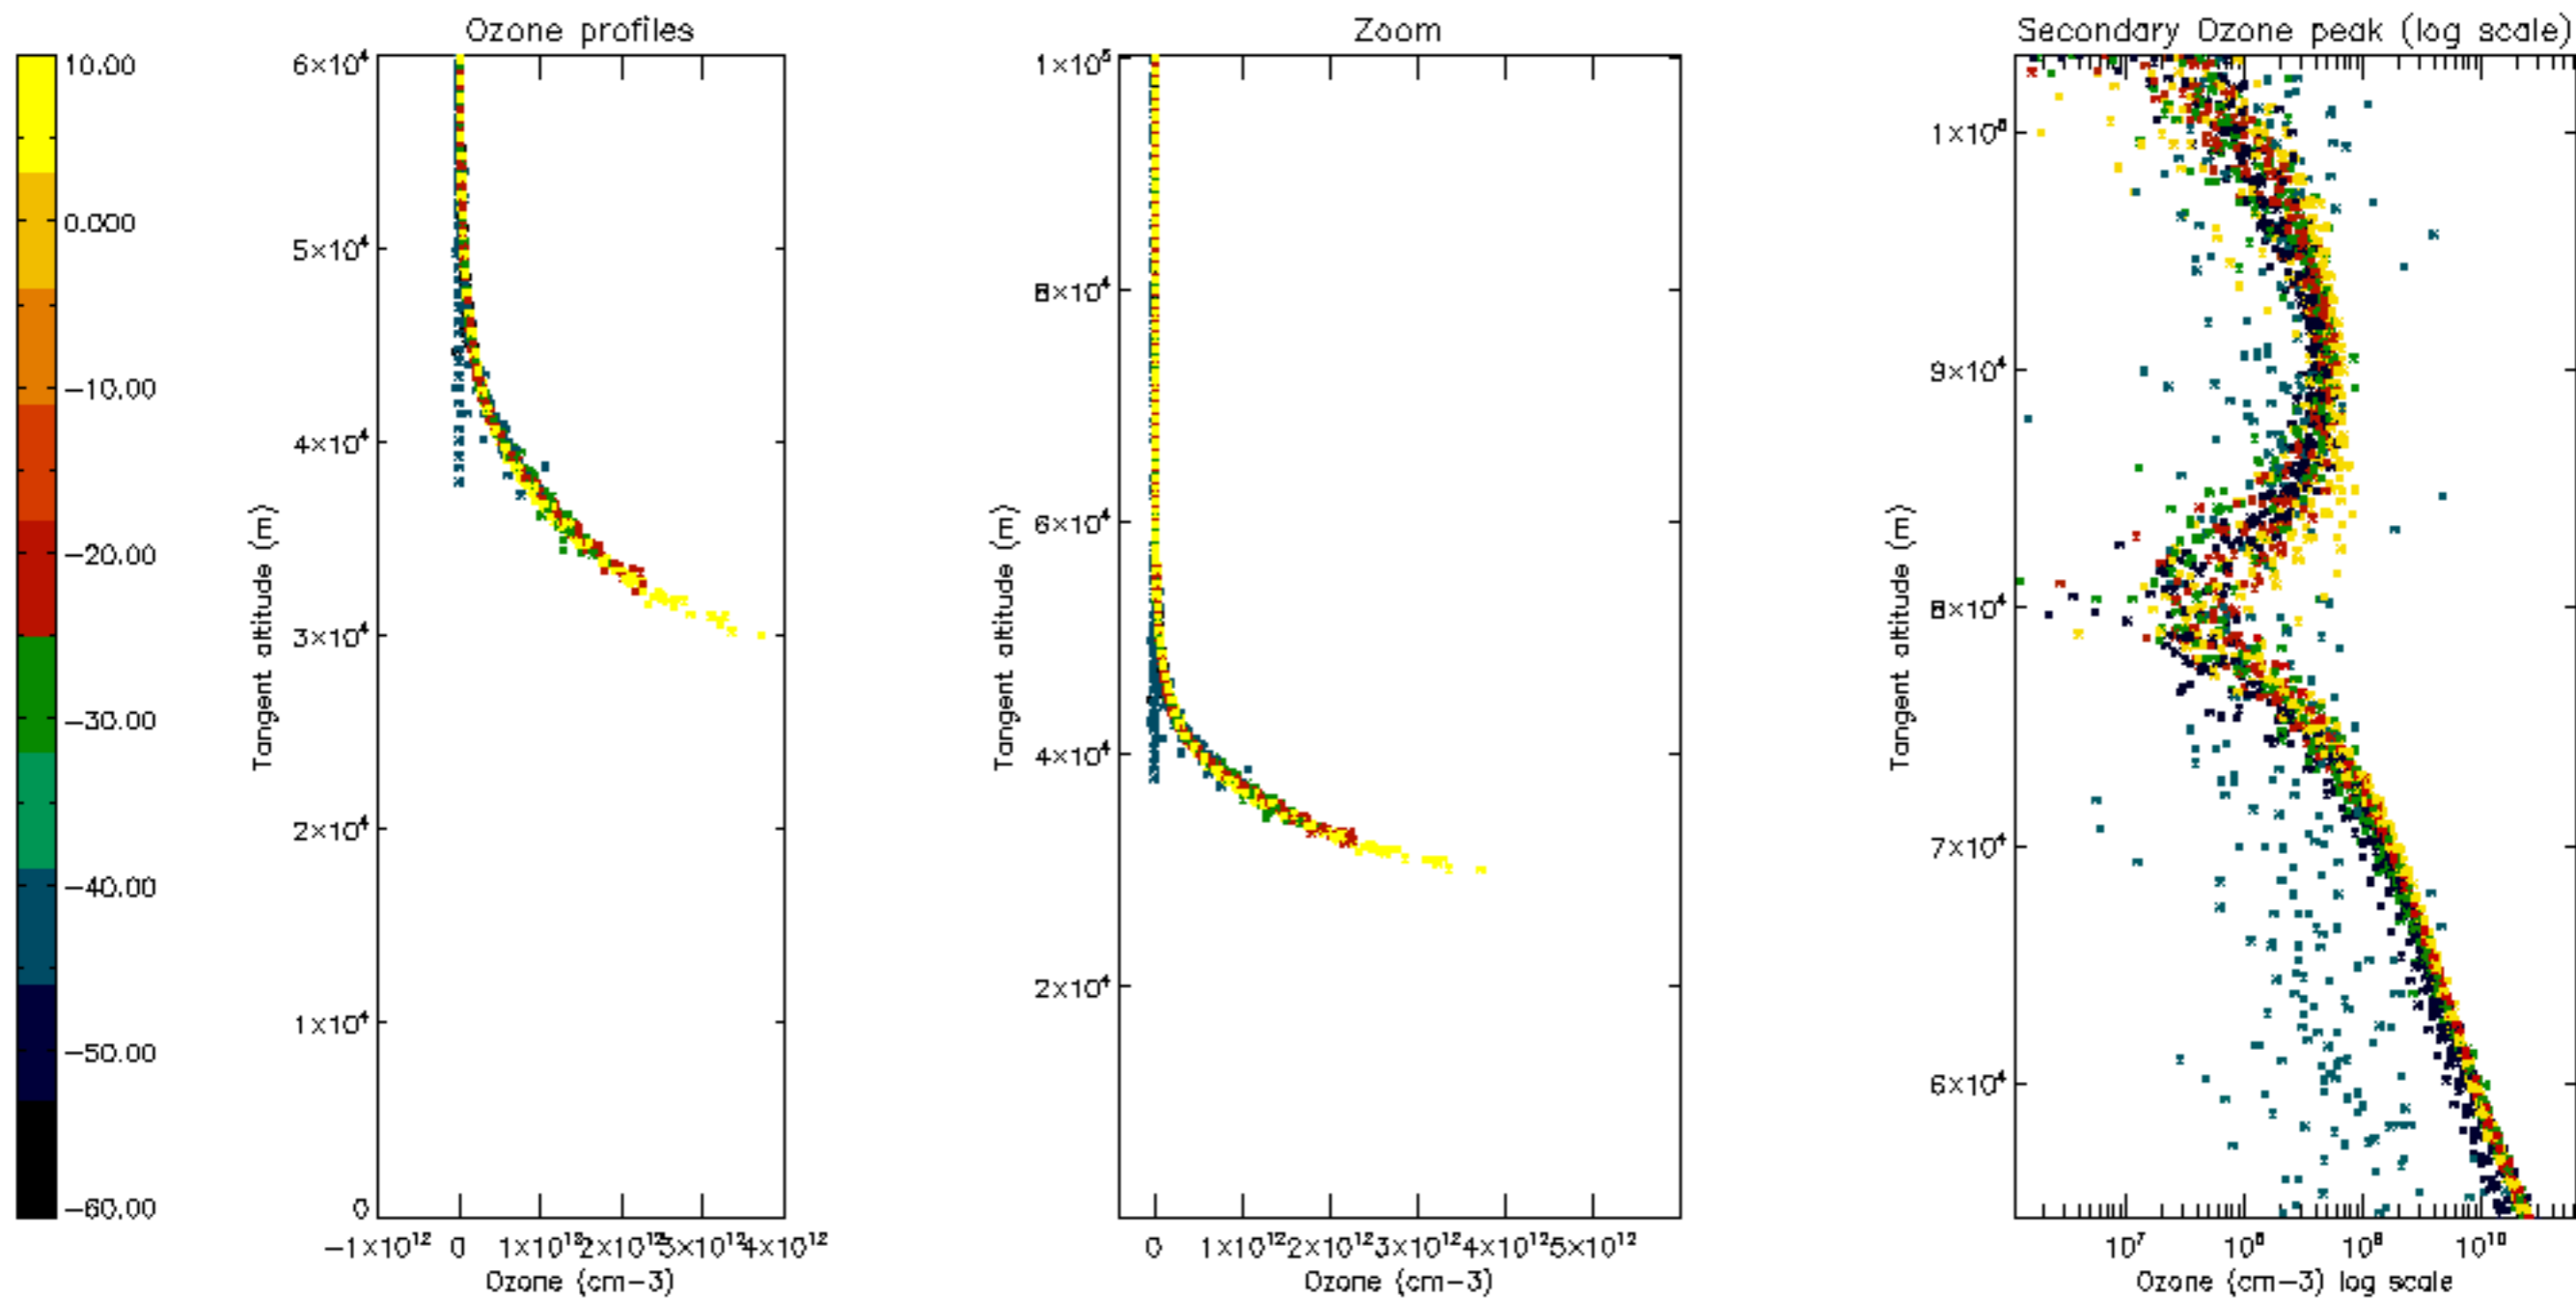 Ozone profiles
Zoom
Secondary Ozone peak (log scale)
10.00
0.000
−10.00
−20.00
−30.00
−40.00
−50.00
−60.00
6×10⁴
5×10⁴
4×10⁴
3×10⁴
2×10⁴
1×10⁴
0
Tangent altitude (m)
−1×10¹² 0 1×10¹² 2×10¹² 3×10¹² 4×10¹²
Ozone (cm−3)
1×10⁵
8×10⁴
6×10⁴
4×10⁴
2×10⁴
Tangent altitude (m)
0 1×10¹² 2×10¹² 3×10¹² 4×10¹² 5×10¹²
Ozone (cm−3)
1×10⁵
9×10⁴
8×10⁴
7×10⁴
6×10⁴
Tangent altitude (m)
10⁷ 10⁸ 10⁹ 10¹⁰
Ozone (cm−3) log scale